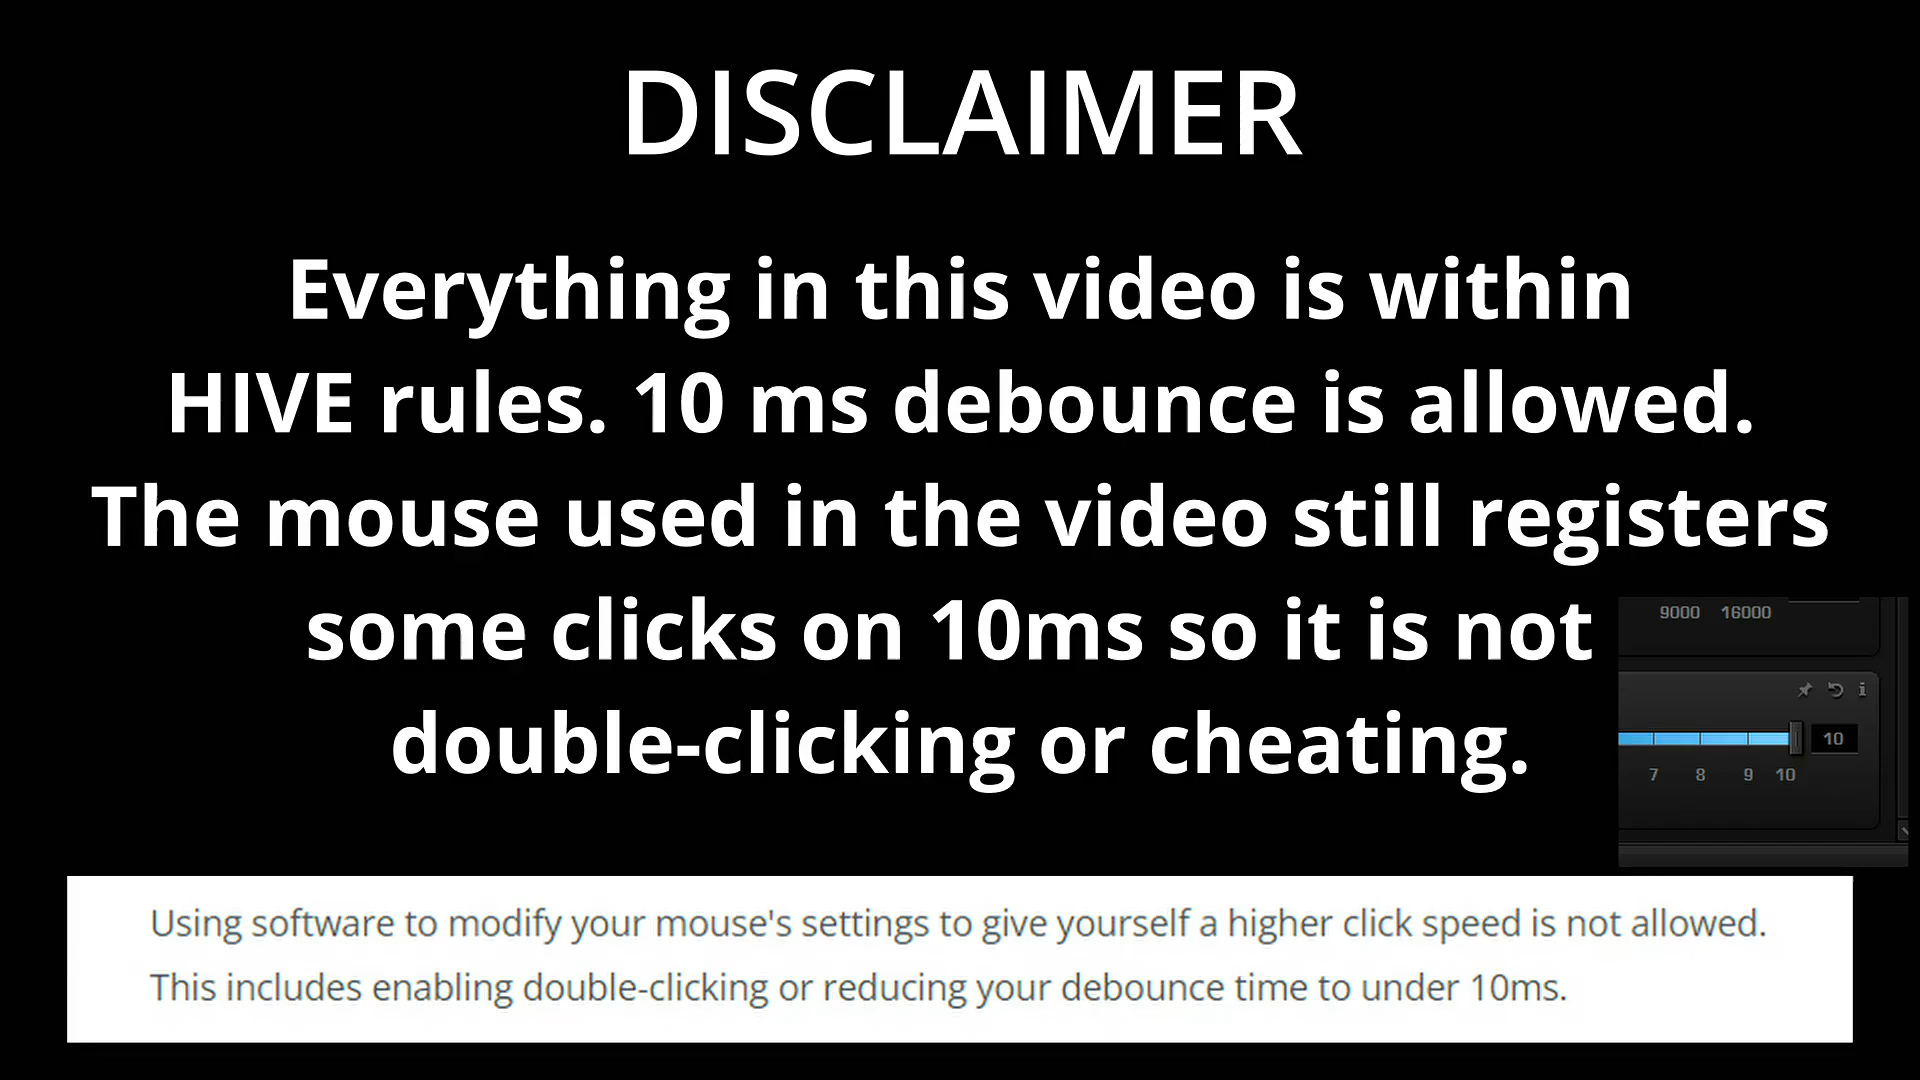 DISCLAIMER
Everything in this video is within
HIVE rules. 10 ms debounce is allowed.
The mouse used in the video still registers
some clicks on 10ms so it is not
double-clicking or cheating.
9000 16000
i
10
7 8 9 10
Using software to modify your mouse's settings to give yourself a higher click speed is not allowed.
This includes enabling double-clicking or reducing your debounce time to under 10ms.